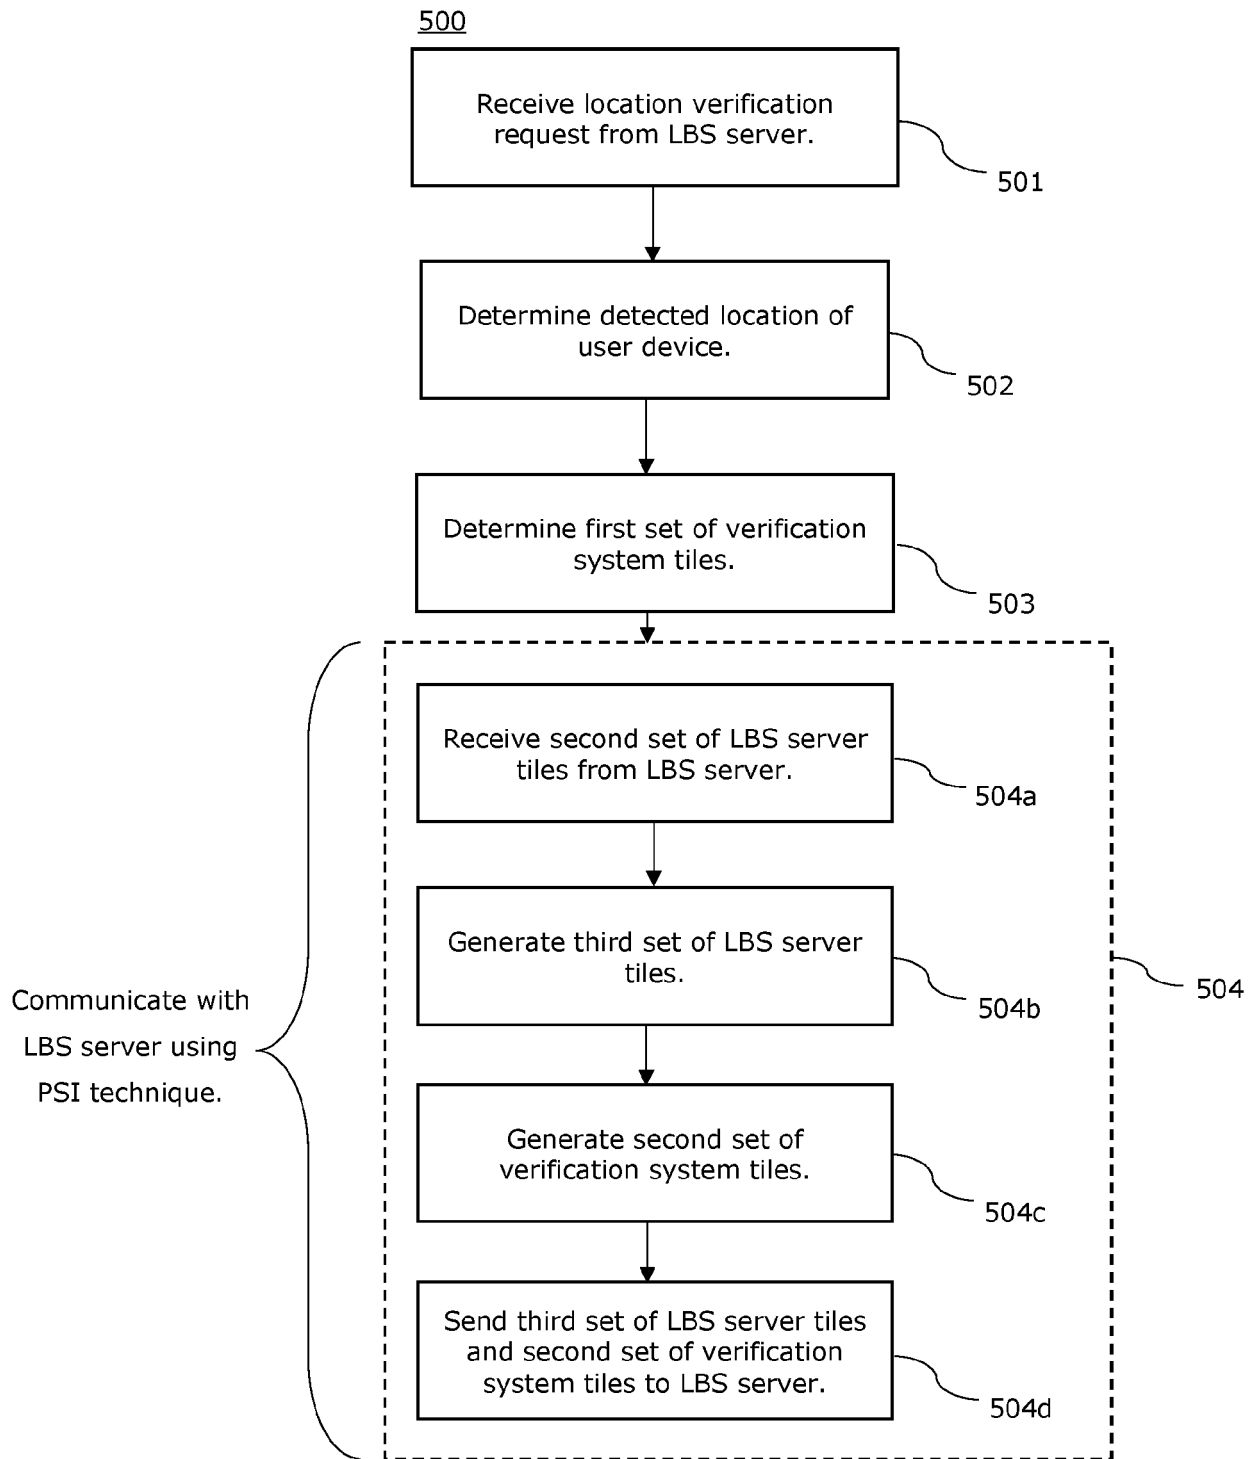 500
Receive location verification
request from LBS server.
501
Determine detected location of
user device.
502
Determine first set of verification
system tiles.
503
Receive second set of LBS server
tiles from LBS server.
504a
Generate third set of LBS server
tiles.
504b
504
Communicate with
LBS server using
PSI technique.
Generate second set of
verification system tiles.
504c
Send third set of LBS server tiles
and second set of verification
system tiles to LBS server.
504d